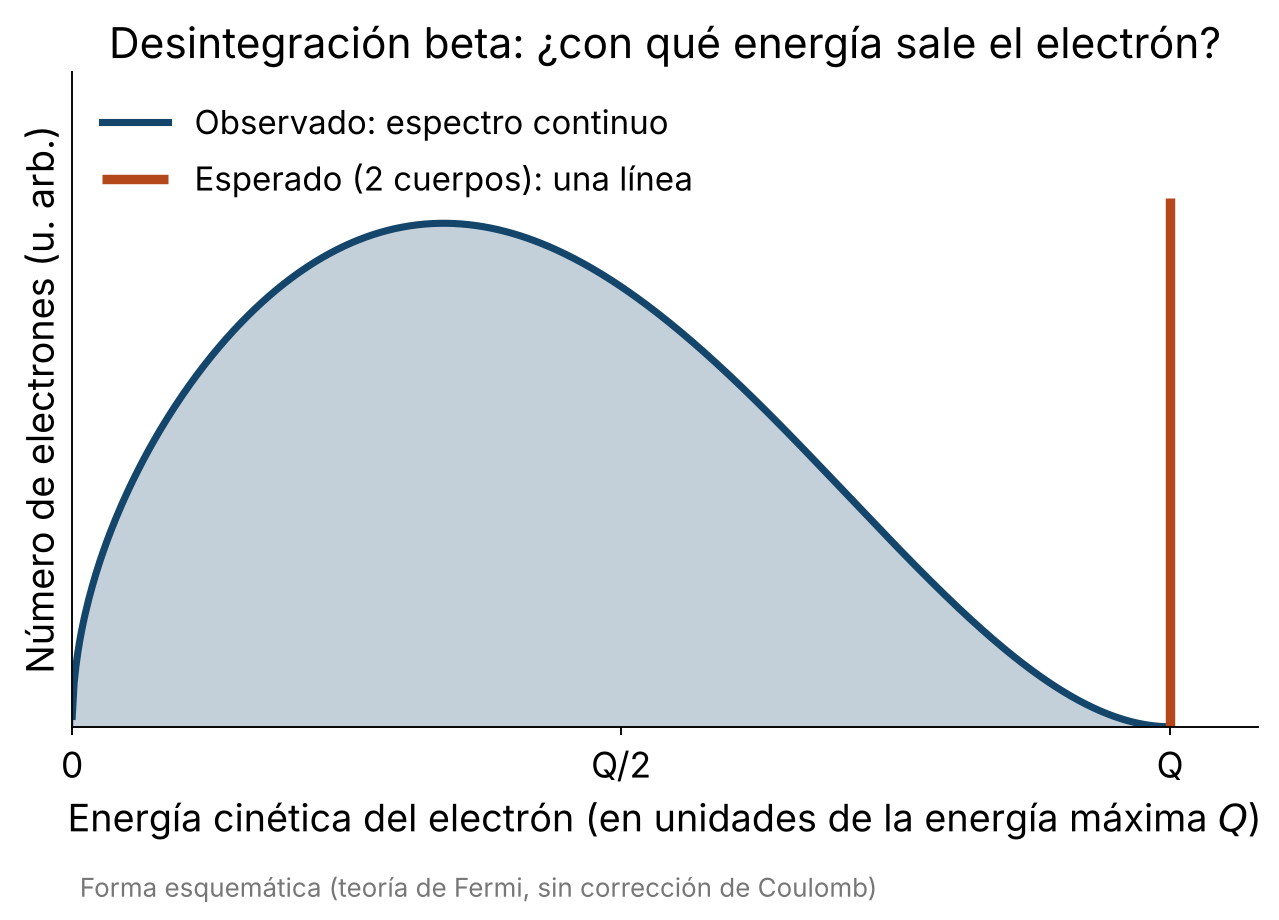 Desintegración beta: ¿con qué energía sale el electrón?
Observado: espectro continuo
Esperado (2 cuerpos): una línea
Número de electrones (u. arb.)
0
Q/2
Q
Energía cinética del electrón (en unidades de la energía máxima Q)
Forma esquemática (teoría de Fermi, sin corrección de Coulomb)